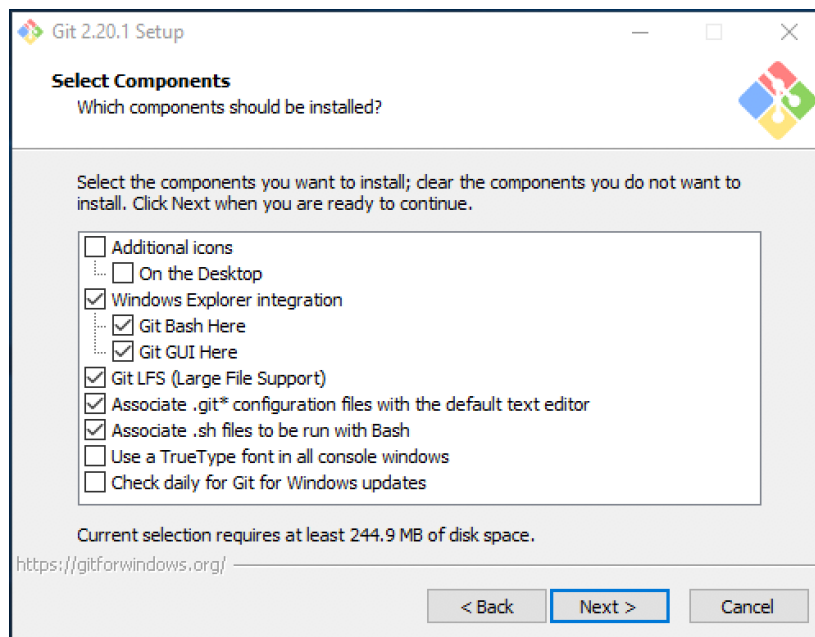 Git 2.20.1 Setup
Select Components
Which components should be installed?
Select the components you want to install; clear the components you do not want to
install. Click Next when you are ready to continue.
Additional icons
On the Desktop
Windows Explorer integration
Git Bash Here
Git GUI Here
Git LFS (Large File Support)
Associate .git* configuration files with the default text editor
Associate .sh files to be run with Bash
Use a TrueType font in all console windows
Check daily for Git for Windows updates
Current selection requires at least 244.9 MB of disk space.
https://gitforwindows.org/
< Back Next > Cancel